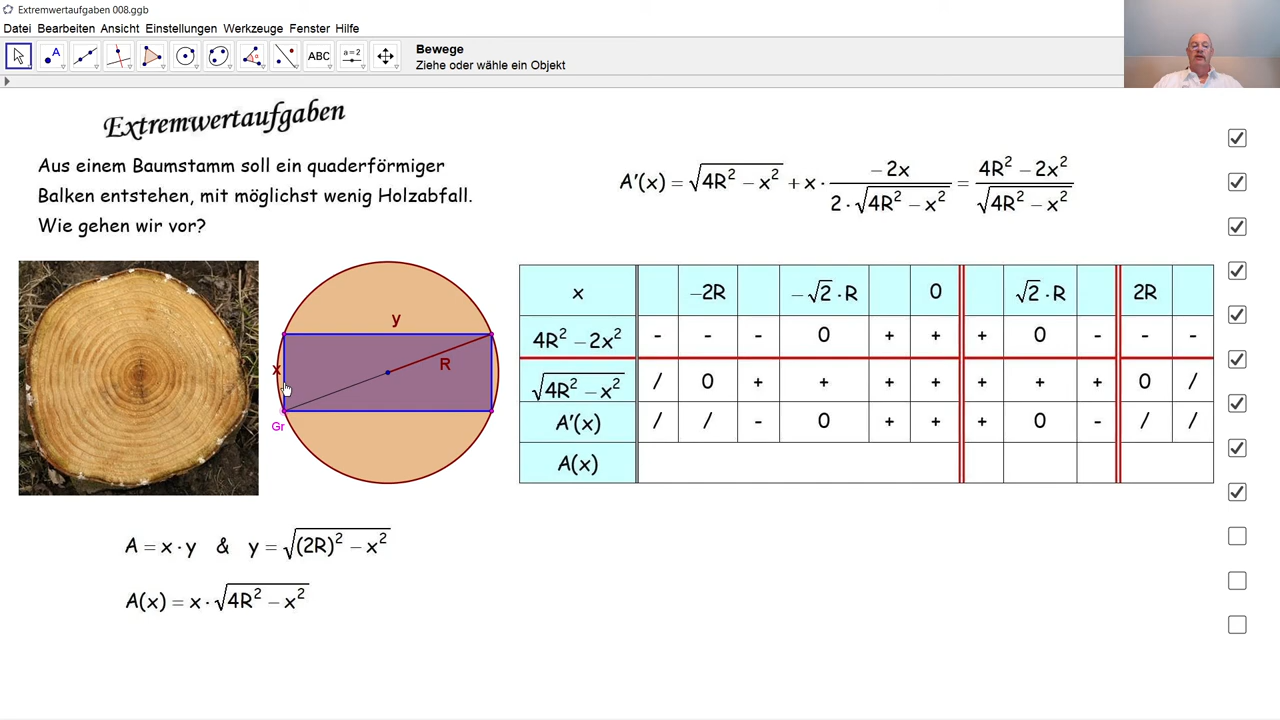 Extremwertaufgaben 008.ggb
Datei Bearbeiten Ansicht Einstellungen Werkzeuge Fenster Hilfe
A ABC a=2
Bewege
Ziehe oder wähle ein Objekt
Extremwertaufgaben
Aus einem Baumstamm soll ein quaderförmiger
Balken entstehen, mit möglichst wenig Holzabfall.
Wie gehen wir vor?
A′(x) = √(4R² − x²) + x · (−2x)/(2 · √(4R² − x²)) = (4R² − 2x²)/√(4R² − x²)
y
x
R
Gr
x −2R −√2 · R 0 √2 · R 2R
4R² − 2x² - - - 0 + + + 0 - - -
√(4R² − x²) / 0 + + + + + + + 0 /
A′(x) / / - 0 + + + 0 - / /
A(x)
A = x · y & y = √((2R)² − x²)
A(x) = x · √(4R² − x²)